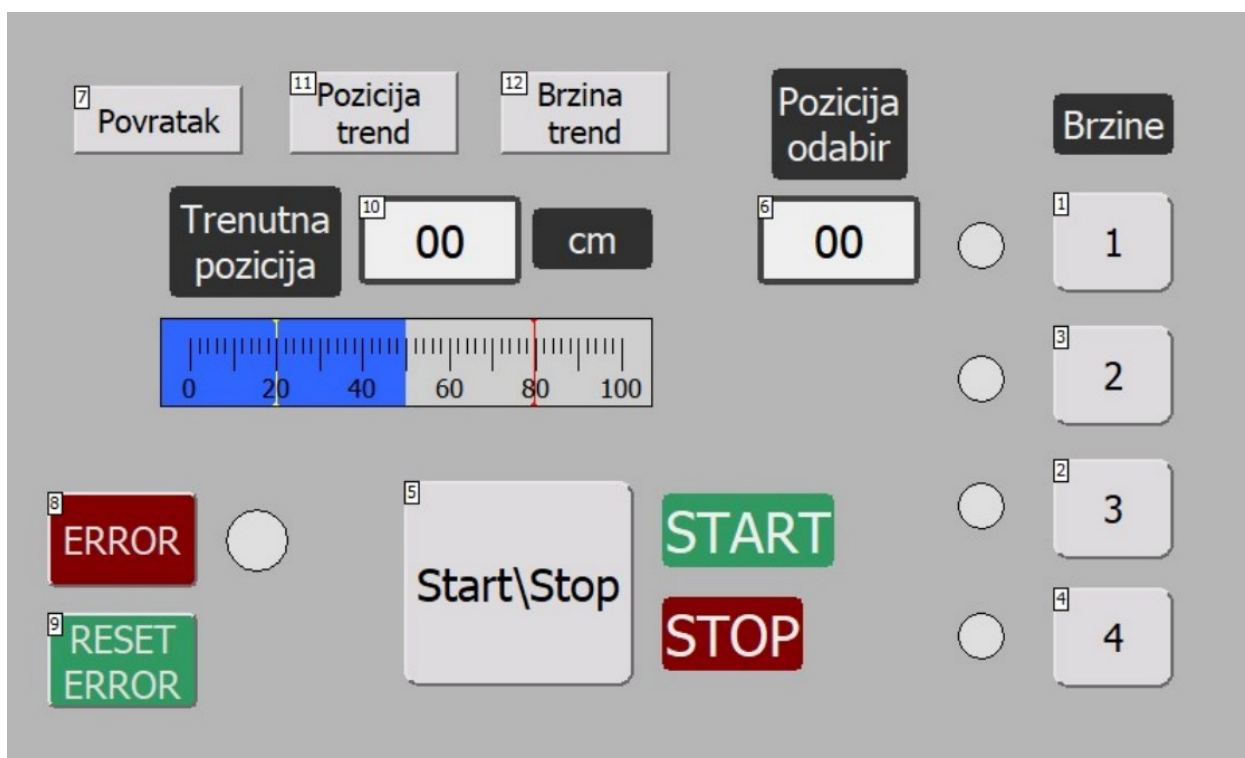 7
Povratak
11
Pozicija
trend
12
Brzina
trend
Pozicija
odabir
Brzine
Trenutna
pozicija
10
00
cm
6
00
1
1
0 20 40 60 80 100
3
2
8
ERROR
5
Start\Stop
START
2
3
9
RESET
ERROR
STOP
4
4